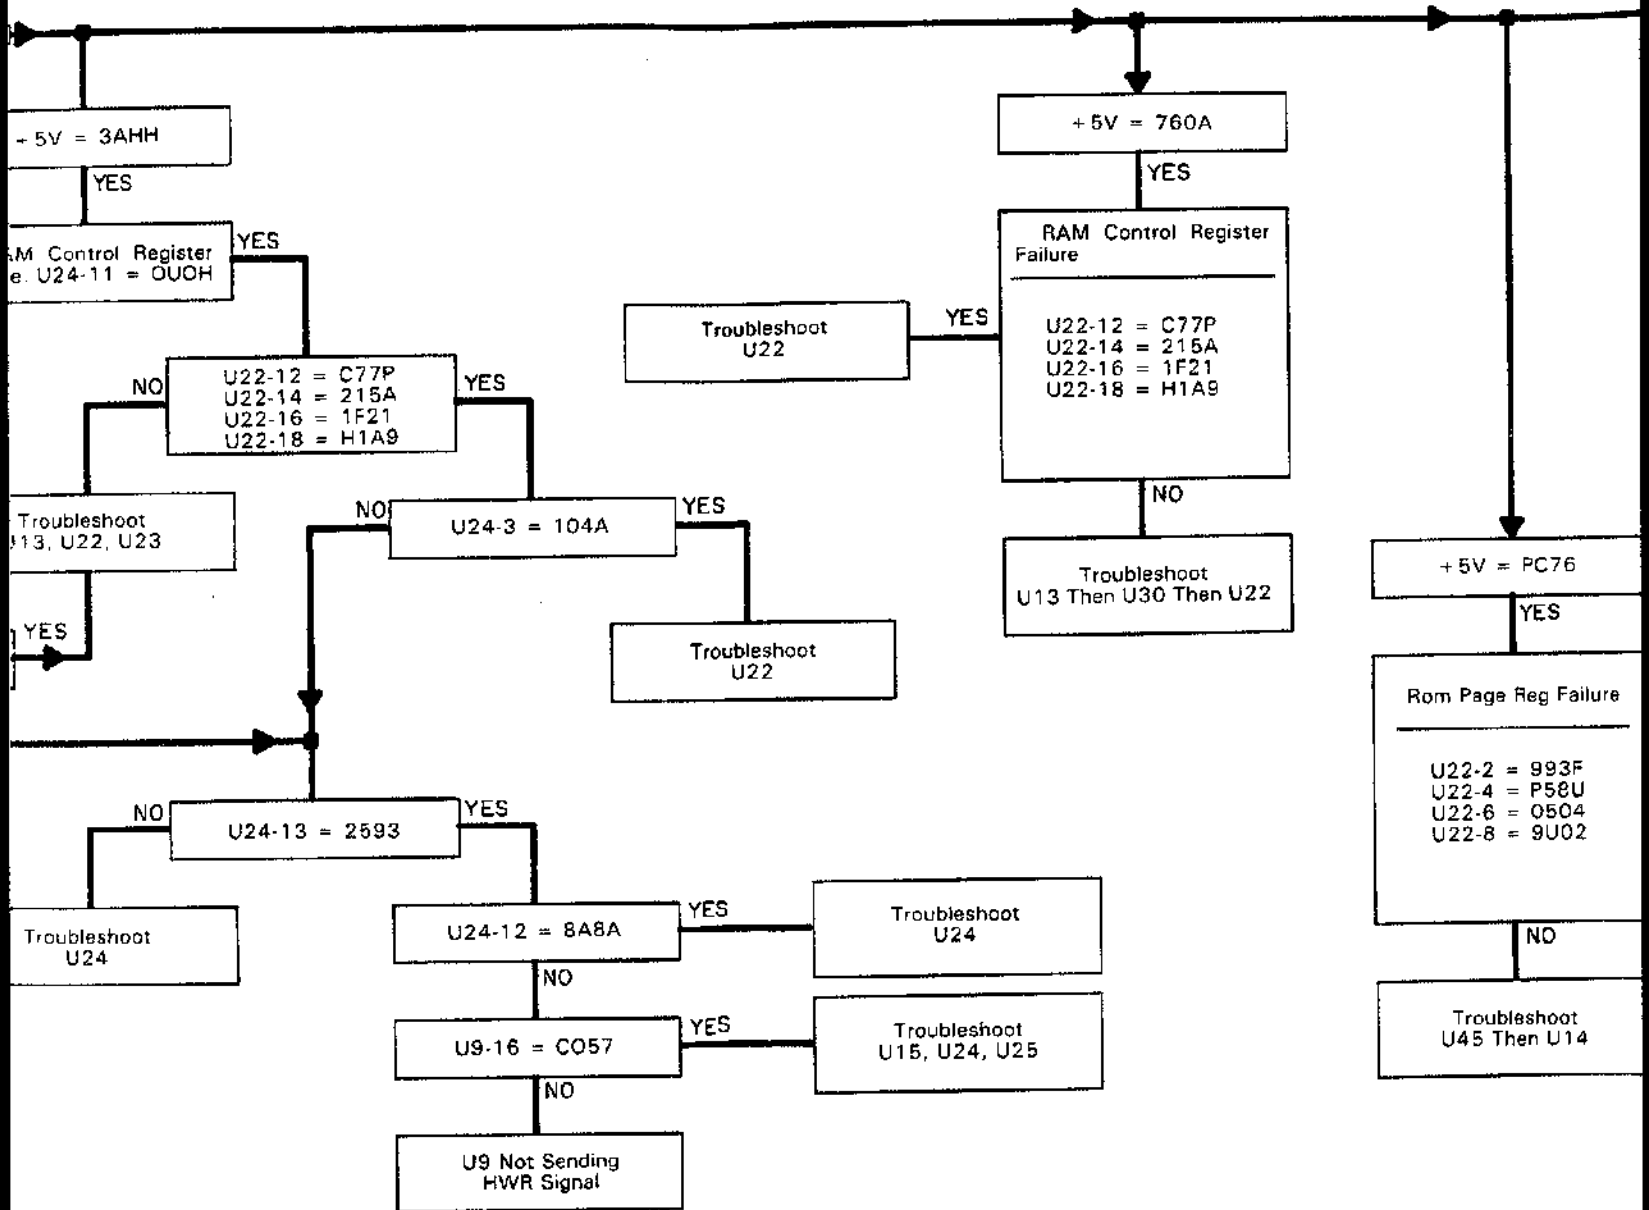 +5V = 3AHH
YES
AM Control Register
e. U24-11 = OUOH
YES
U22-12 = C77P
U22-14 = 215A
U22-16 = 1F21
U22-18 = H1A9
NO
YES
Troubleshoot
U13, U22, U23
YES
U24-3 = 104A
NO
YES
Troubleshoot
U22
U24-13 = 2593
NO
YES
Troubleshoot
U24
U24-12 = 8A8A
YES
Troubleshoot
U24
NO
U9-16 = CO57
YES
Troubleshoot
U15, U24, U25
NO
U9 Not Sending
HWR Signal
+5V = 760A
YES
RAM Control Register
Failure
U22-12 = C77P
U22-14 = 215A
U22-16 = 1F21
U22-18 = H1A9
YES
Troubleshoot
U22
NO
Troubleshoot
U13 Then U30 Then U22
+5V = PC76
YES
Rom Page Reg Failure
U22-2 = 993F
U22-4 = P58U
U22-6 = 0504
U22-8 = 9U02
NO
Troubleshoot
U45 Then U14